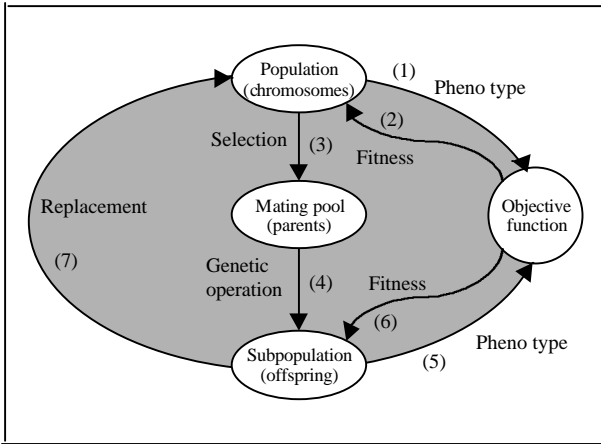 Population
(chromosomes)
(1)
Pheno type
(2)
Selection
(3)
Fitness
Replacement
Mating pool
(parents)
Objective
function
(7)
Genetic
operation
(4)
Fitness
(6)
Subpopulation
(offspring)
(5)
Pheno type